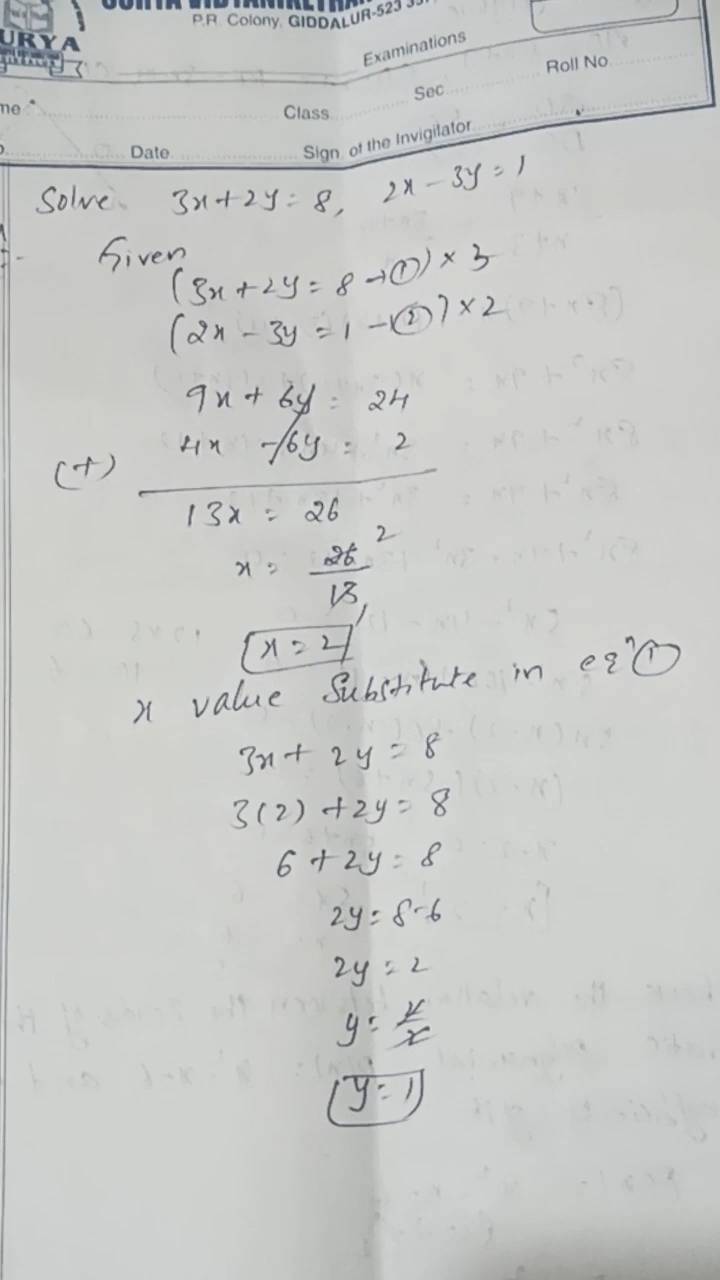 URYA
P.R. Colony, GIDDALUR-523
Examinations
Class
Sec
Roll No
Date
Sign. of the Invigilator
Solve 3x+2y=8, 2x-3y=1
Given
(3x+2y=8→①)×3
(2x-3y=1-②)×2
9x+6y=24
(+) 4x-6y=2
13x=26
x=26/13 2 1
x=2
x value Substitute in eqⁿ①
3x+2y=8
3(2)+2y=8
6+2y=8
2y=8-6
2y=2
y=2/2
y=1